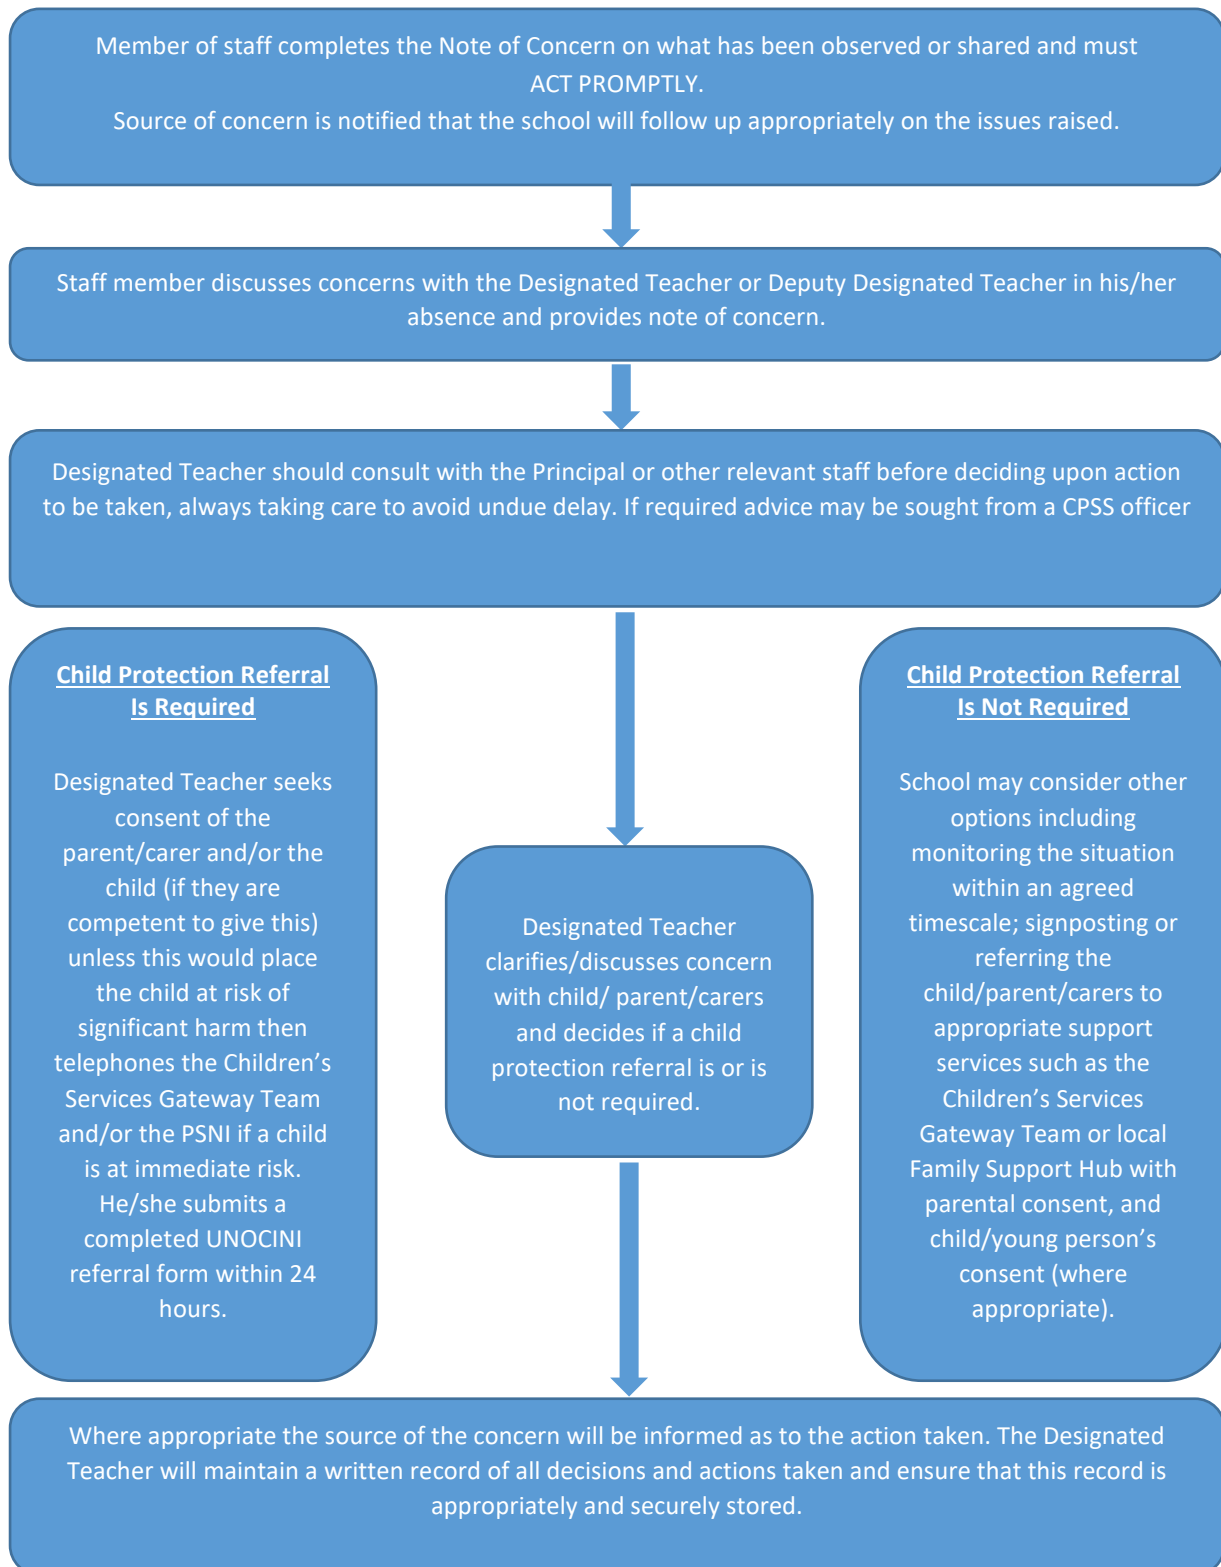 Member of staff completes the Note of Concern on what has been observed or shared and must
ACT PROMPTLY.
Source of concern is notified that the school will follow up appropriately on the issues raised.
Staff member discusses concerns with the Designated Teacher or Deputy Designated Teacher in his/her
absence and provides note of concern.
Designated Teacher should consult with the Principal or other relevant staff before deciding upon action
to be taken, always taking care to avoid undue delay. If required advice may be sought from a CPSS officer
Child Protection Referral
Is Required
Designated Teacher seeks
consent of the
parent/carer and/or the
child (if they are
competent to give this)
unless this would place
the child at risk of
significant harm then
telephones the Children’s
Services Gateway Team
and/or the PSNI if a child
is at immediate risk.
He/she submits a
completed UNOCINI
referral form within 24
hours.
Designated Teacher
clarifies/discusses concern
with child/ parent/carers
and decides if a child
protection referral is or is
not required.
Child Protection Referral
Is Not Required
School may consider other
options including
monitoring the situation
within an agreed
timescale; signposting or
referring the
child/parent/carers to
appropriate support
services such as the
Children’s Services
Gateway Team or local
Family Support Hub with
parental consent, and
child/young person’s
consent (where
appropriate).
Where appropriate the source of the concern will be informed as to the action taken. The Designated
Teacher will maintain a written record of all decisions and actions taken and ensure that this record is
appropriately and securely stored.